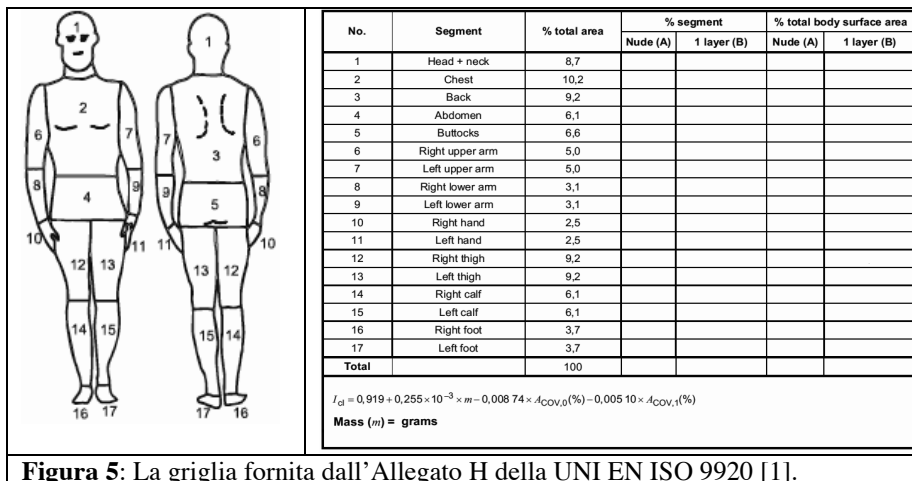 1
2
6
7
8
9
4
10
11
12
13
14
15
16
17
1
7
6
3
9
8
5
11
10
13
12
15
14
17
16
No. Segment % total area % segment % total body surface area
Nude (A) 1 layer (B) Nude (A) 1 layer (B)
1 Head + neck 8,7
2 Chest 10,2
3 Back 9,2
4 Abdomen 6,1
5 Buttocks 6,6
6 Right upper arm 5,0
7 Left upper arm 5,0
8 Right lower arm 3,1
9 Left lower arm 3,1
10 Right hand 2,5
11 Left hand 2,5
12 Right thigh 9,2
13 Left thigh 9,2
14 Right calf 6,1
15 Left calf 6,1
16 Right foot 3,7
17 Left foot 3,7
Total 100
I_cl = 0,919 + 0,255 × 10⁻³ × m − 0,008 74 × A_COV,0(%) − 0,005 10 × A_COV,1(%)
Mass (m) = grams
Figura 5: La griglia fornita dall'Allegato H della UNI EN ISO 9920 [1].